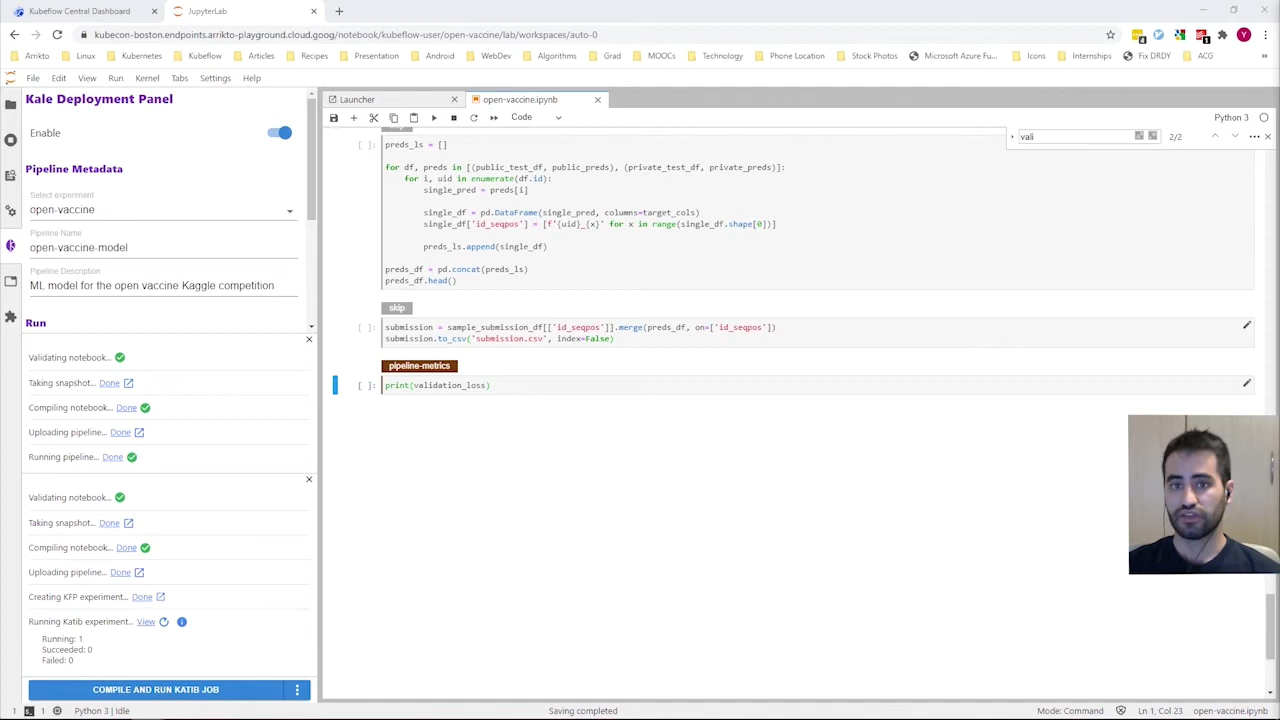 Kubeflow Central Dashboard
JupyterLab
kubecon-boston.endpoints.arrikto-playground.cloud.goog/notebook/kubeflow-user/open-vaccine/lab/workspaces/auto-0
Arrikto
Linux
Kubernetes
Kubeflow
Articles
Recipes
Presentation
Android
WebDev
Algorithms
Grad
MOOCs
Technology
Phone Location
Stock Photos
Microsoft Azure Fu...
Icons
Internships
Fix DRDY
ACG
File Edit View Run Kernel Tabs Settings Help
Kale Deployment Panel
Enable
Pipeline Metadata
Select experiment
open-vaccine
Pipeline Name
open-vaccine-model
Pipeline Description
ML model for the open vaccine Kaggle competition
Run
Validating notebook...
Taking snapshot... Done
Compiling notebook... Done
Uploading pipeline... Done
Running pipeline... Done
Validating notebook...
Taking snapshot... Done
Compiling notebook... Done
Uploading pipeline... Done
Creating KFP experiment... Done
Running Katib experiment... View
Running: 1
Succeeded: 0
Failed: 0
COMPILE AND RUN KATIB JOB
Launcher
open-vaccine.ipynb
Code
Python 3
vali
2/2
skip
[ ]: preds_ls = []
for df, preds in [(public_test_df, public_preds), (private_test_df, private_preds)]:
for i, uid in enumerate(df.id):
single_pred = preds[i]
single_df = pd.DataFrame(single_pred, columns=target_cols)
single_df['id_seqpos'] = [f'{uid}_{x}' for x in range(single_df.shape[0])]
preds_ls.append(single_df)
preds_df = pd.concat(preds_ls)
preds_df.head()
skip
[ ]: submission = sample_submission_df[['id_seqpos']].merge(preds_df, on=['id_seqpos'])
submission.to_csv('submission.csv', index=False)
pipeline-metrics
[ ]: print(validation_loss)
1
1
Python 3 | Idle
Saving completed
Mode: Command
Ln 1, Col 23
open-vaccine.ipynb